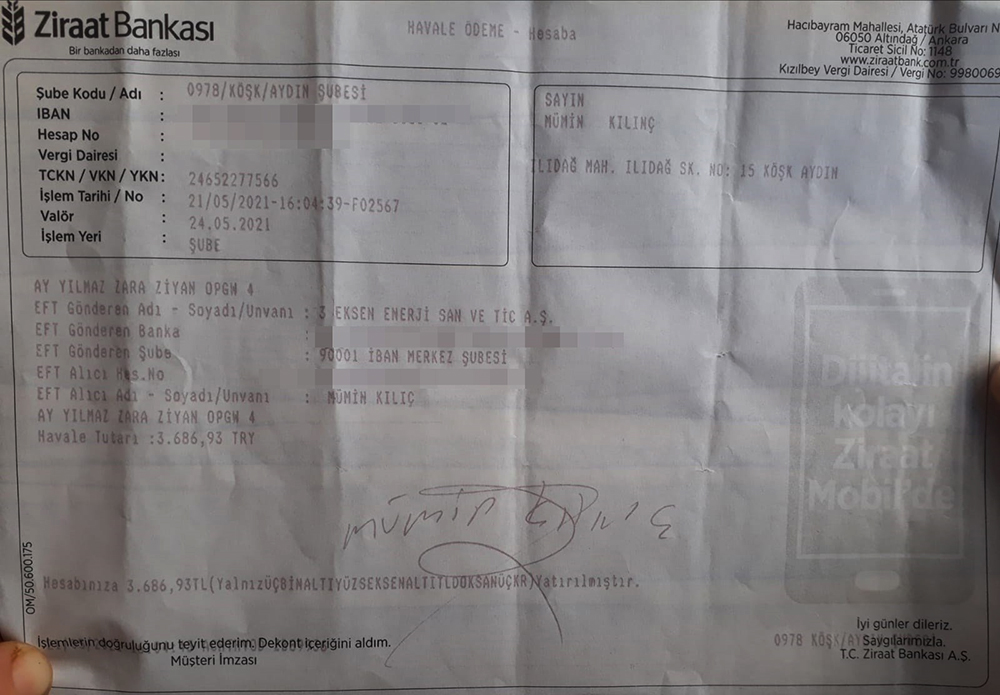 Ziraat Bankası
Bir bankadan daha fazlası
HAVALE ÖDEME - Hesaba
Hacıbayram Mahallesi, Atatürk Bulvarı N
06050 Altındağ / Ankara
Ticaret Sicil No: 1148
www.ziraatbank.com.tr
Kızılbey Vergi Dairesi / Vergi No: 9980069
Şube Kodu / Adı : 0978/KÖŞK/AYDIN ŞUBESİ
IBAN :
Hesap No :
Vergi Dairesi :
TCKN / VKN / YKN : 24652277566
İşlem Tarihi / No : 21/05/2021-16:04:39-F02567
Valör : 24.05.2021
İşlem Yeri : ŞUBE
SAYIN
MÜMİN KILINÇ
ILIDAĞ MAH. ILIDAĞ SK. NO: 15 KÖŞK AYDIN
AY YILMAZ ZARA ZİYAN OPGW 4
EFT Gönderen Adı - Soyadı/Unvanı : 3 EKSEN ENERJİ SAN VE TİC A.Ş.
EFT Gönderen Banka :
EFT Gönderen Şube : 90001 İBAN MERKEZ ŞUBESİ
EFT Alıcı Hes.No :
EFT Alıcı Adı - Soyadı/Unvanı : MÜMİN KILIÇ
AY YILMAZ ZARA ZİYAN OPGW 4
Havale Tutarı :3.686,93 TRY
Dijitalin
kolayı
Ziraat
Mobil'de
MÜMİN
Hesabınıza 3.686,93TL(YalnızÜÇBİNALTIYÜZSEKSENALTITLDOKSANÜÇKR)Yatırılmıştır.
OM/50.600.175
İşlemlerin doğruluğunu teyit ederim. Dekont içeriğini aldım.
Müşteri İmzası
İyi günler dileriz.
0978 KÖŞK/AY
Saygılarımızla.
T.C. Ziraat Bankası A.Ş.